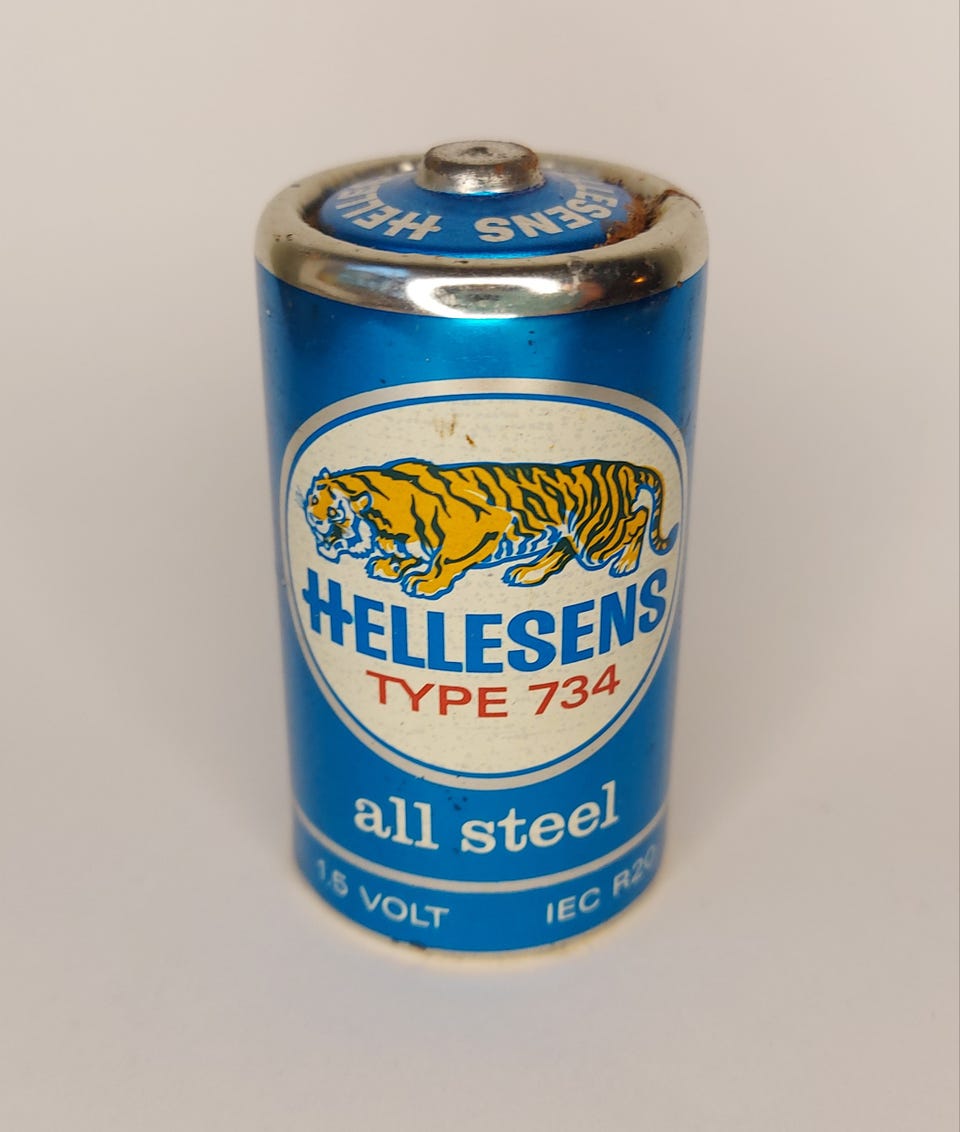 HELLESENS
HELLESENS
TYPE 734
all steel
1.5 VOLT IEC R20